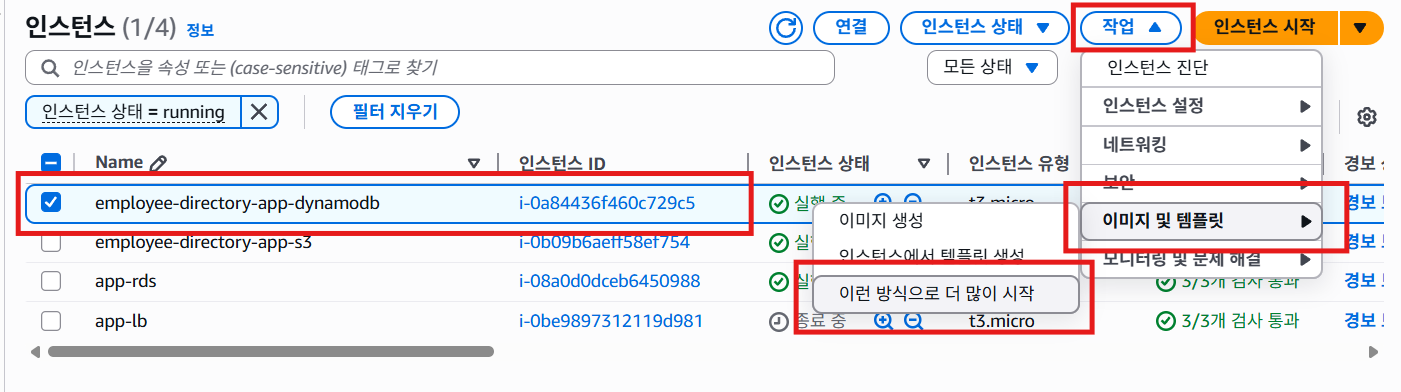 인스턴스 (1/4) 정보
연결
인스턴스 상태
작업
인스턴스 시작
인스턴스을 속성 또는 (case-sensitive) 태그로 찾기
모든 상태
인스턴스 진단
인스턴스 상태 = running
필터 지우기
인스턴스 설정
네트워킹
보안
이미지 및 템플릿
모니터링 및 문제 해결
Name 인스턴스 ID 인스턴스 상태 인스턴스 유형 경보
employee-directory-app-dynamodb i-0a84436f460c729c5 실행 중 t3.micro 경보
이미지 생성
employee-directory-app-s3 i-0b09b6aeff58ef754
인스턴스에서 템플릿 생성
app-rds i-08a0d0dceb6450988 3/3개 검사 통과 경보
이런 방식으로 더 많이 시작
app-lb i-0be9897312119d981 종료 중 t3.micro 3/3개 검사 통과 경보